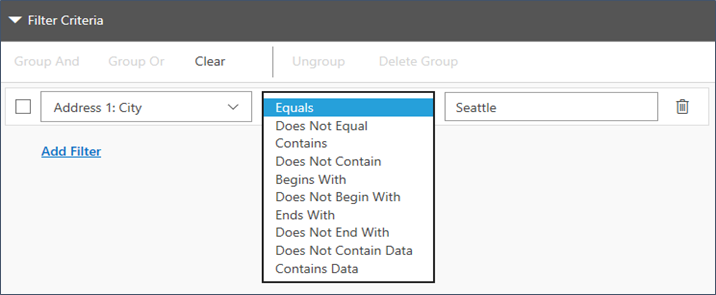 Filter Criteria
Group And Group Or Clear Ungroup Delete Group
Address 1: City Equals Seattle
Does Not Equal
Contains
Does Not Contain
Begins With
Does Not Begin With
Ends With
Does Not End With
Does Not Contain Data
Contains Data
Add Filter